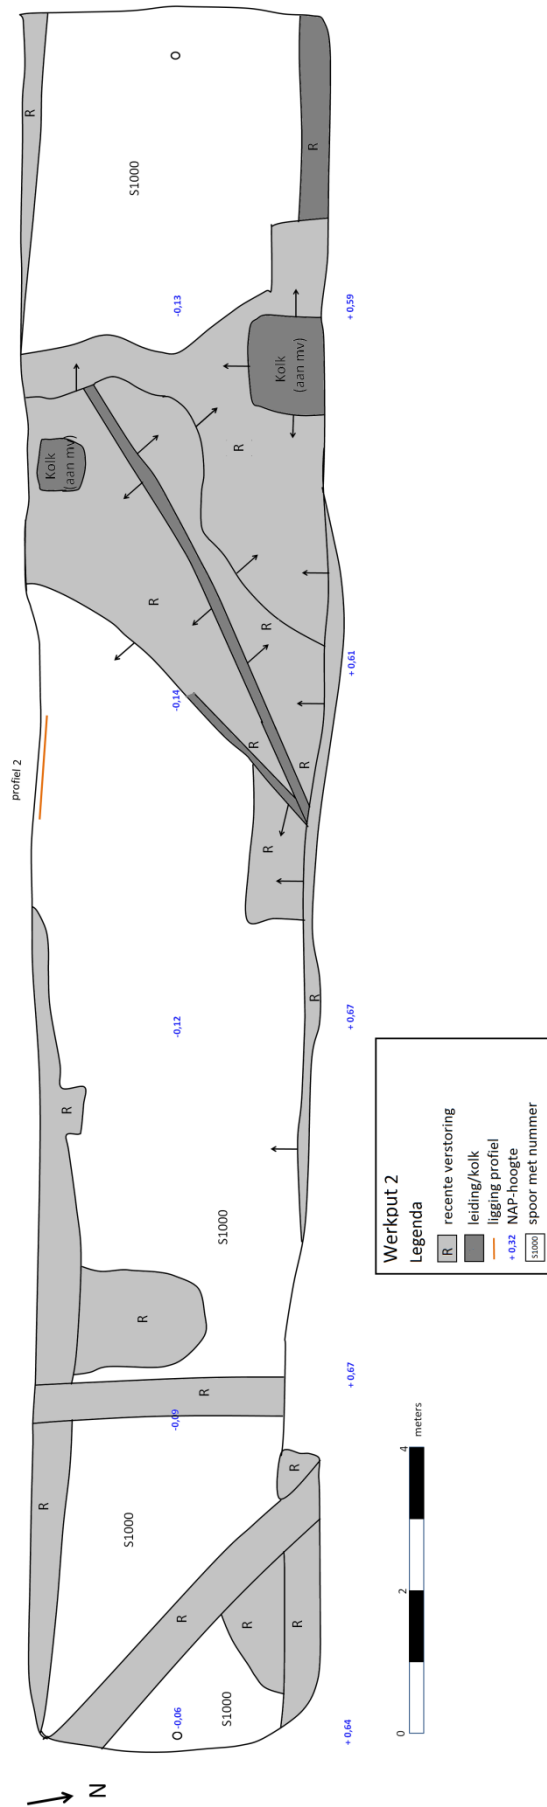 R
O
S1000
R
-0,13
+ 0,59
Kolk
(aan mv)
Kolk
(aan mv)
R
R
R
+ 0,61
-0,14
profiel 2
R
R
R
R
-0,12
+ 0,67
R
S1000
R
R
+ 0,67
-0,09
R
R
S1000
R
R
R
S1000
O -0,06
+ 0,64
N
Werkput 2
Legenda
R recente verstoring
leiding/kolk
ligging profiel
+ 0,32 NAP-hoogte
S1000 spoor met nummer
0 2 4
meters